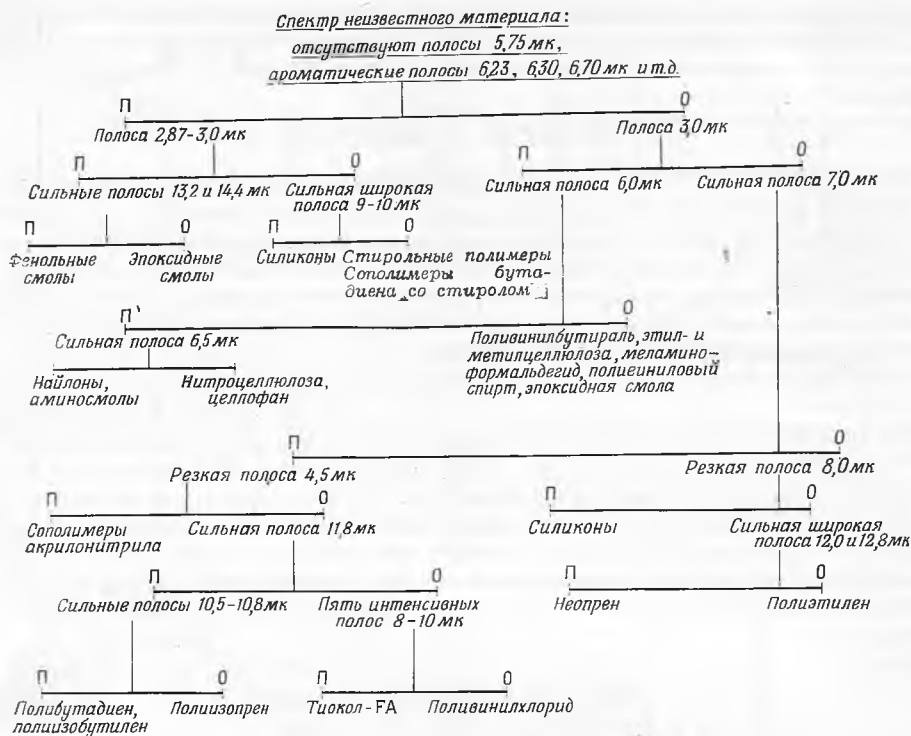 Спектр неизвестного материала:
отсутствуют полосы 5,75 мк,
ароматические полосы 6,23, 6,30, 6,70 мк и т.д.
П О
Полоса 2,87-3,0 мк Полоса 3,0 мк
П О П О
Сильные полосы 13,2 и 14,4 мк Сильная широкая полоса 9-10 мк Сильная полоса 6,0 мк Сильная полоса 7,0 мк
П О П О
Фенольные смолы Эпоксидные смолы Силиконы Стирольные полимеры
Сополимеры бута-
диена со стиролом
П О
Сильная полоса 6,5 мк Поливинилбутираль, этил- и
метилцеллюлоза, меламино-
формальдегид, поливиниловый
спирт, эпоксидная смола
Найлоны, аминосмолы Нитроцеллюлоза, целлофан
П О
Резкая полоса 4,5 мк Резкая полоса 8,0 мк
П О П О
Сополимеры акрилонитрила Сильная полоса 11,8 мк Силиконы Сильная широкая
полоса 12,0 и 12,8 мк
П О П О
Сильные полосы 10,5-10,8 мк Пять интенсивных полос 8-10 мк Неопрен Полиэтилен
П О П О
Полибутадиен, полиизобутилен Полиизопрен Тиокол-FA Поливинилхлорид